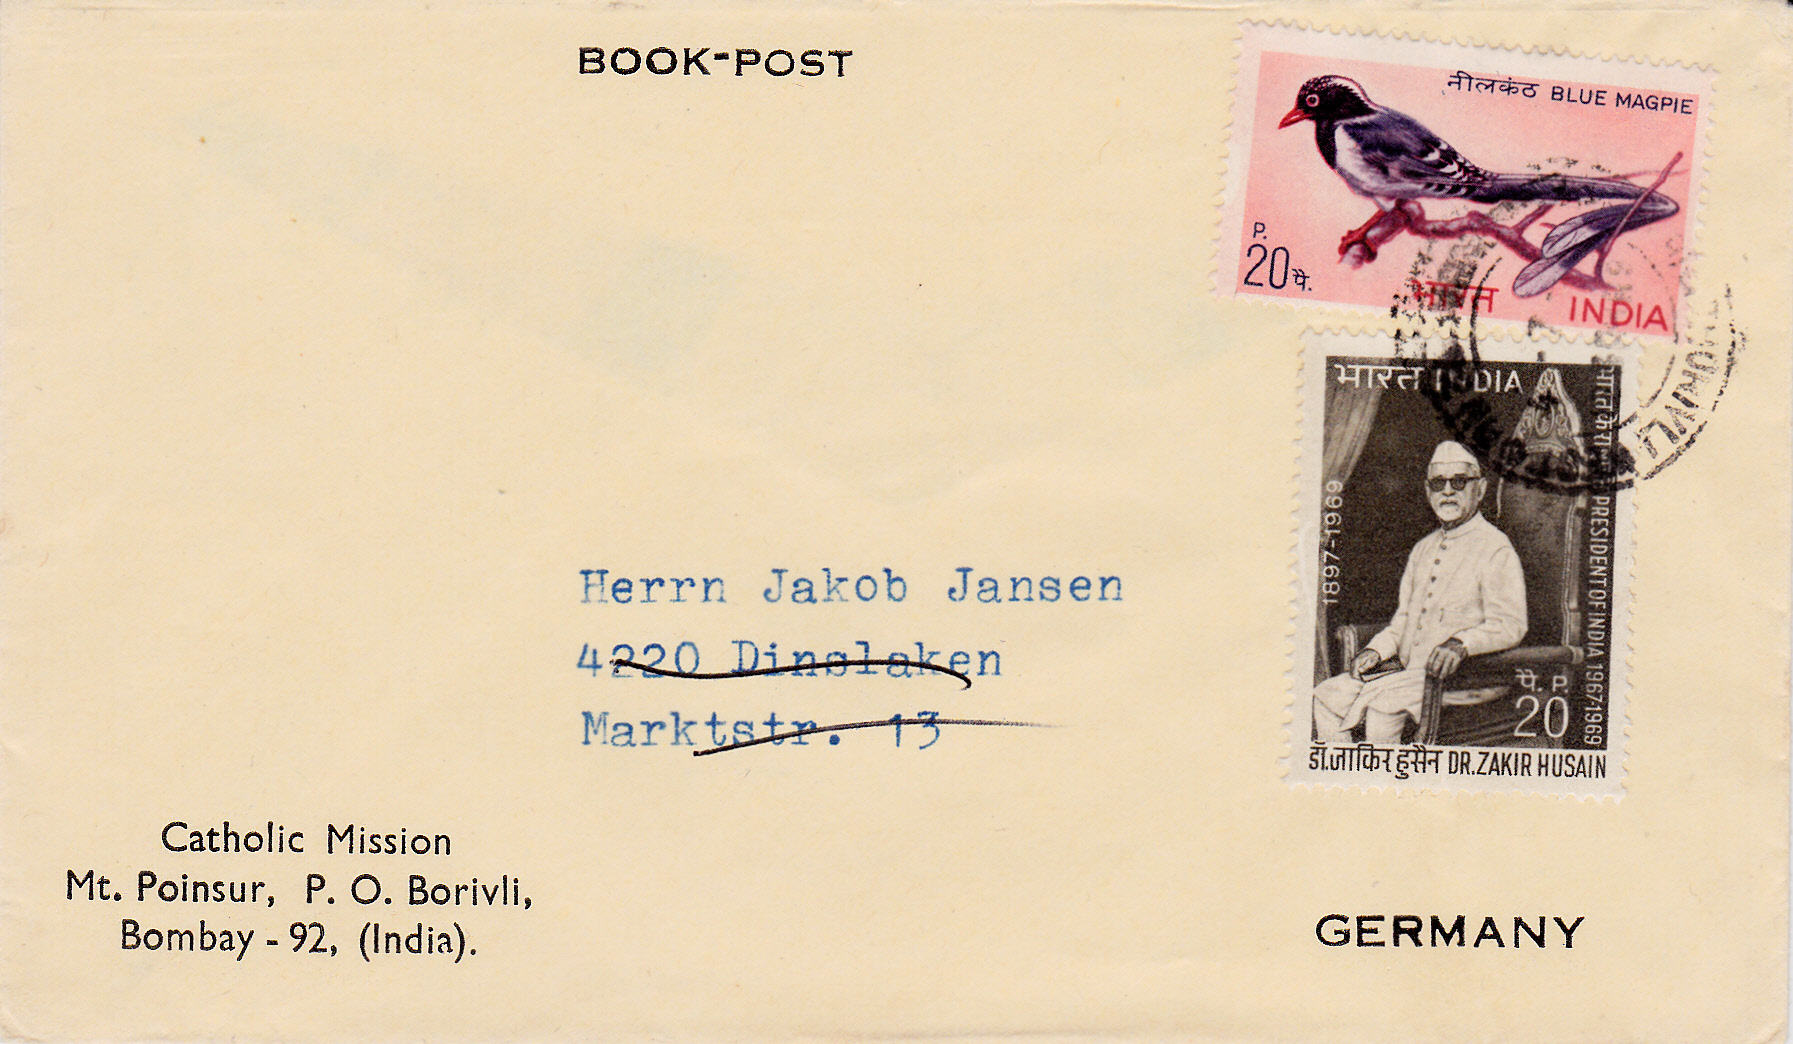 BOOK-POST
नीलकंठ BLUE MAGPIE
P.
20 पै.
भारत INDIA
भारत INDIA
1897-1969
PRESIDENT OF INDIA 1967-1969
पै. P.
20
डॉ. जाकिर हुसैन DR. ZAKIR HUSAIN
BORIVLI
Herrn Jakob Jansen
4220 Dinslaken
Marktstr. 13
Catholic Mission
Mt. Poinsur, P. O. Borivli,
Bombay - 92, (India).
GERMANY